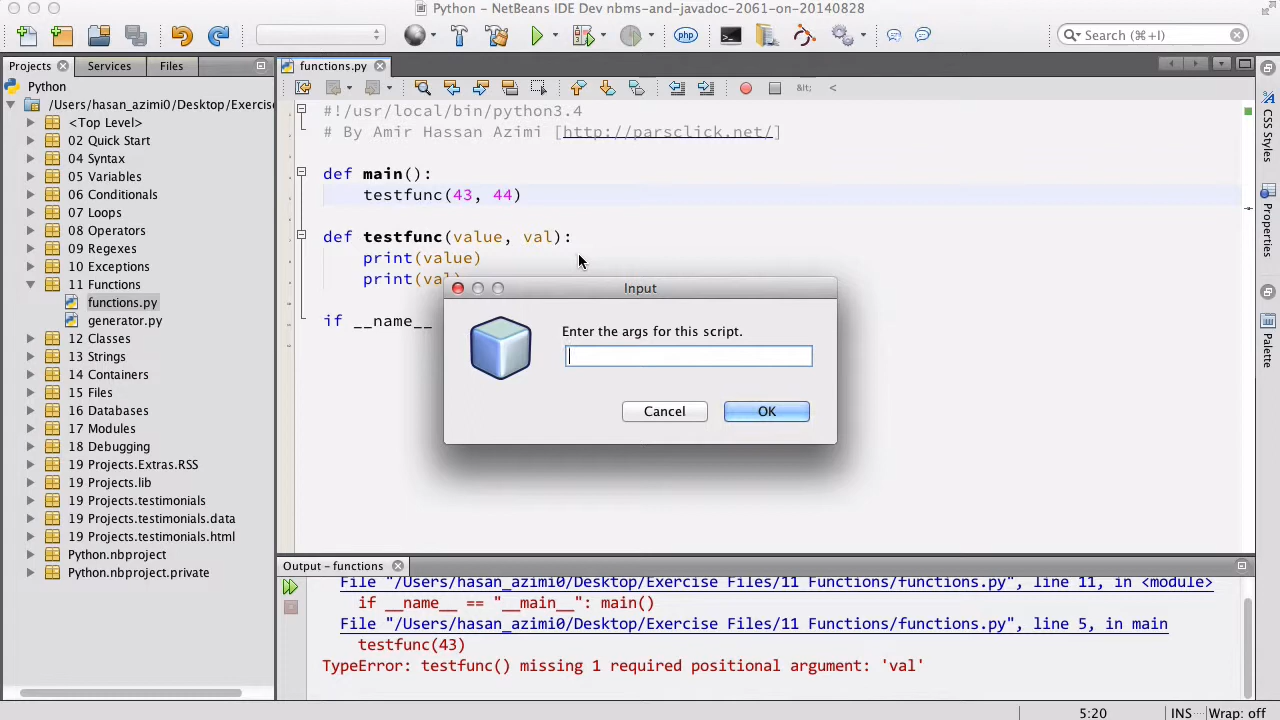 Python – NetBeans IDE Dev nbms-and-javadoc-2061-on-20140828
php
Search (⌘+I)
Projects
Services
Files
functions.py
Python
/Users/hasan_azimi0/Desktop/Exercise
<Top Level>
02 Quick Start
04 Syntax
05 Variables
06 Conditionals
07 Loops
08 Operators
09 Regexes
10 Exceptions
11 Functions
functions.py
generator.py
12 Classes
13 Strings
14 Containers
15 Files
16 Databases
17 Modules
18 Debugging
19 Projects.Extras.RSS
19 Projects.lib
19 Projects.testimonials
19 Projects.testimonials.data
19 Projects.testimonials.html
Python.nbproject
Python.nbproject.private
&lt; <
#!/usr/local/bin/python3.4
# By Amir Hassan Azimi [http://parsclick.net/]
def main():
testfunc(43, 44)
def testfunc(value, val):
print(value)
print(val)
if __name__
Input
Enter the args for this script.
Cancel
OK
CSS Styles
Properties
Palette
Output – functions
File "/Users/hasan_azimi0/Desktop/Exercise Files/11 Functions/functions.py", line 11, in <module>
if __name__ == "__main__": main()
File "/Users/hasan_azimi0/Desktop/Exercise Files/11 Functions/functions.py", line 5, in main
testfunc(43)
TypeError: testfunc() missing 1 required positional argument: 'val'
5:20
INS
Wrap: off